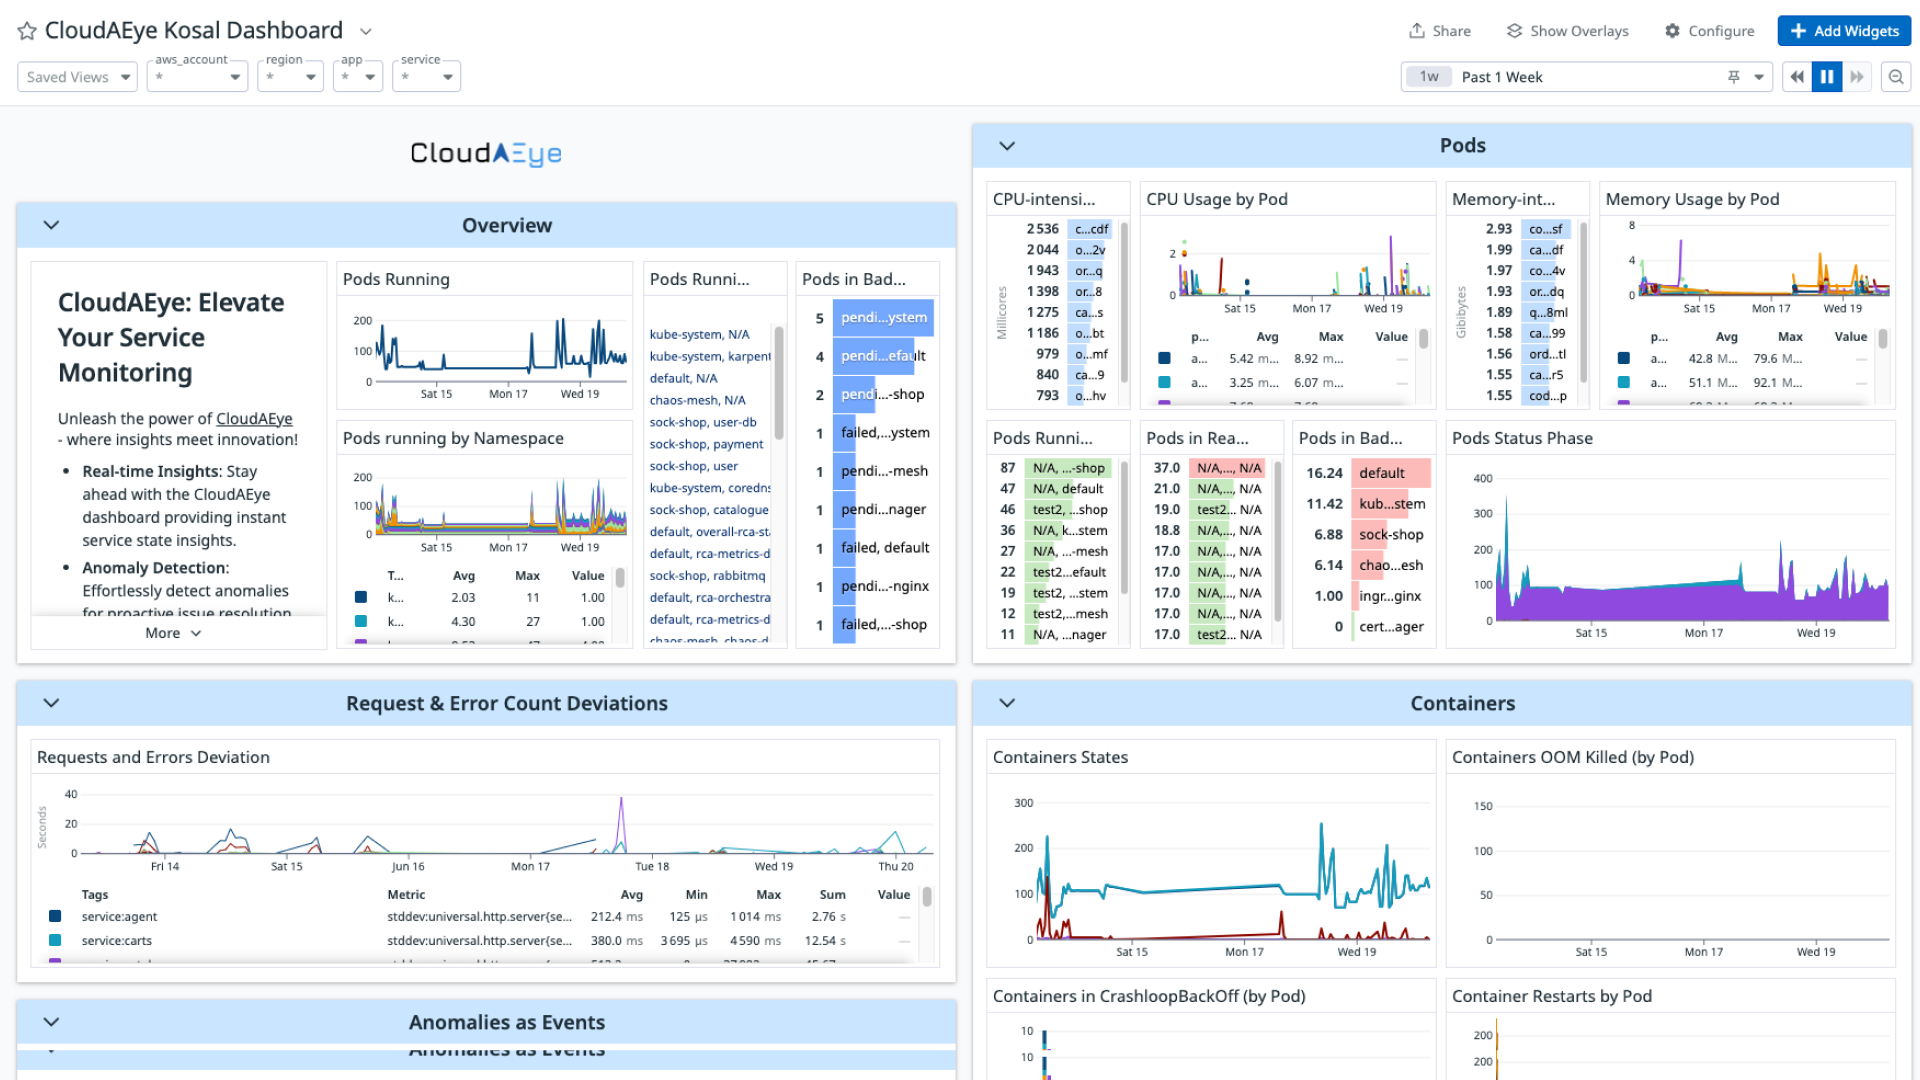 CloudAEye Kosal Dashboard
Share
Show Overlays
Configure
Add Widgets
Saved Views
aws_account
*
region
*
app
*
service
*
1w
Past 1 Week
CloudAEye
Overview
CloudAEye: Elevate
Your Service
Monitoring
Unleash the power of CloudAEye
- where insights meet innovation!
• Real-time Insights: Stay
ahead with the CloudAEye
dashboard providing instant
service state insights.
• Anomaly Detection:
Effortlessly detect anomalies
for proactive issue resolution
More
Pods Running
200
100
0
Sat 15
Mon 17
Wed 19
Pods running by Namespace
200
100
0
Sat 15
Mon 17
Wed 19
T... Avg Max Value
k... 2.03 11 1.00
k... 4.30 27 1.00
Pods Runni...
kube-system, N/A
kube-system, karpent
default, N/A
chaos-mesh, N/A
sock-shop, user-db
sock-shop, payment
sock-shop, user
kube-system, coredns
sock-shop, catalogue
default, overall-rca-st
default, rca-metrics-d
sock-shop, rabbitmq
default, rca-orchestra
default, rca-metrics-d
chaos-mesh, chaos-d
Pods in Bad...
5 pendi...ystem
4 pendi...efault
2 pendi...-shop
1 failed,...ystem
1 pendi...-mesh
1 pendi...nager
1 failed, default
1 pendi...-nginx
1 failed,...-shop
Pods
CPU-intensi...
Millicores
2 536 c...cdf
2 044 o...2v
1 943 or...q
1 398 or...8
1 275 ca...s
1 186 o...bt
979 o...mf
840 ca...9
793 o...hv
CPU Usage by Pod
2
0
Sat 15
Mon 17
Wed 19
p... Avg Max Value
a... 5.42 m... 8.92 m... —
a... 3.25 m... 6.07 m... —
Memory-int...
Gibibytes
2.93 co...sf
1.99 ca...df
1.97 co...4v
1.93 or...dq
1.89 q...8ml
1.58 ca...99
1.56 ord...tl
1.55 ca...r5
1.55 cod...p
Memory Usage by Pod
8
4
0
Sat 15
Mon 17
Wed 19
p... Avg Max Value
a... 42.8 M... 79.6 M... —
a... 51.1 M... 92.1 M... —
Pods Runni...
87 N/A, ...-shop
47 N/A, default
46 test2, ...shop
36 N/A, k...stem
27 N/A, ...-mesh
22 test2...efault
19 test2, ...stem
12 test2,...mesh
11 N/A, ...nager
Pods in Rea...
37.0 N/A,..., N/A
21.0 N/A,..., N/A
19.0 test2... N/A
18.8 N/A,..., N/A
17.0 N/A,..., N/A
17.0 N/A,..., N/A
17.0 N/A,..., N/A
17.0 N/A,..., N/A
17.0 test2... N/A
Pods in Bad...
16.24 default
11.42 kub...stem
6.88 sock-shop
6.14 chao...esh
1.00 ingr...ginx
0 cert...ager
Pods Status Phase
400
300
200
100
0
Sat 15
Mon 17
Wed 19
Request & Error Count Deviations
Requests and Errors Deviation
Seconds
40
20
0
Fri 14
Sat 15
Jun 16
Mon 17
Tue 18
Wed 19
Thu 20
Tags Metric Avg Min Max Sum Value
service:agent stddev:universal.http.server{se... 212.4 ms 125 μs 1 014 ms 2.76 s —
service:carts stddev:universal.http.server{se... 380.0 ms 3 695 μs 4 590 ms 12.54 s —
Anomalies as Events
Anomalies as Events
Containers
Containers States
300
200
100
0
Sat 15
Mon 17
Wed 19
Containers OOM Killed (by Pod)
150
100
50
0
Sat 15
Mon 17
Wed 19
Containers in CrashloopBackOff (by Pod)
10
10
Container Restarts by Pod
200
200